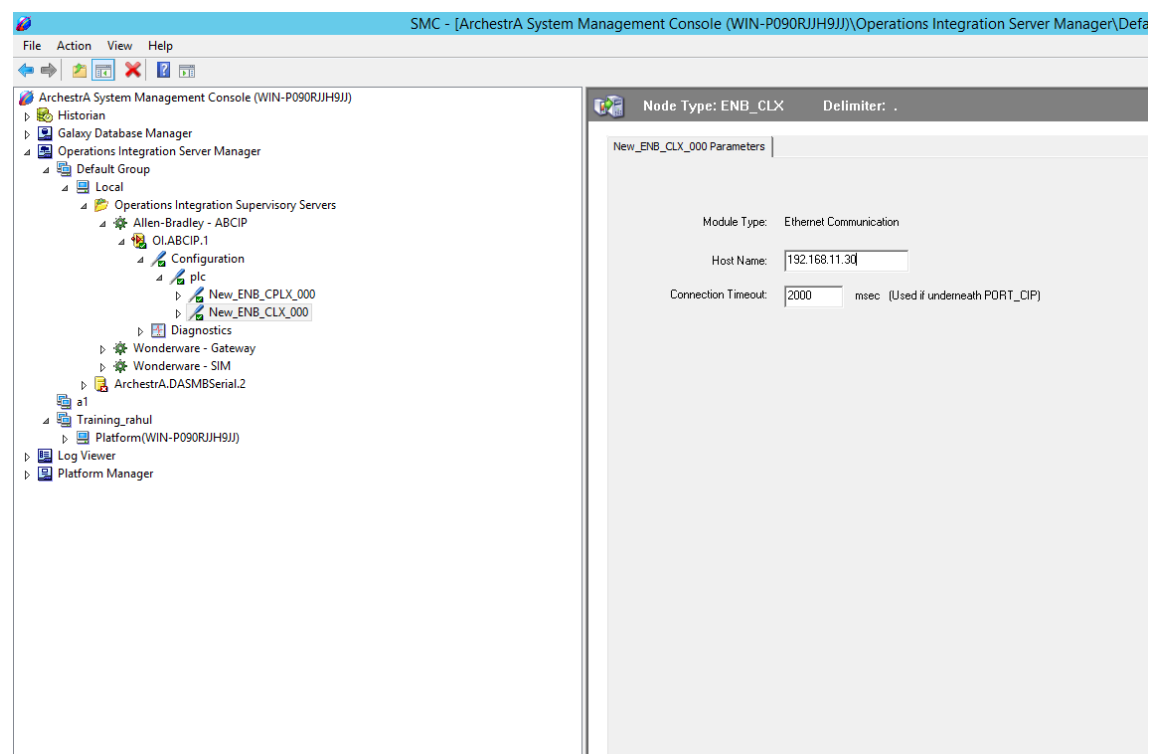 SMC - [ArchestrA System Management Console (WIN-P090RJJH9JJ)\Operations Integration Server Manager\Defa
File Action View Help
ArchestrA System Management Console (WIN-P090RJJH9JJ)
Historian
Galaxy Database Manager
Operations Integration Server Manager
Default Group
Local
Operations Integration Supervisory Servers
Allen-Bradley - ABCIP
OI.ABCIP.1
Configuration
plc
New_ENB_CPLX_000
New_ENB_CLX_000
Diagnostics
Wonderware - Gateway
Wonderware - SIM
ArchestrA.DASMBSerial.2
a1
Training_rahul
Platform(WIN-P090RJJH9JJ)
Log Viewer
Platform Manager
Node Type: ENB_CLX Delimiter: .
New_ENB_CLX_000 Parameters
Module Type: Ethernet Communication
Host Name: 192.168.11.30
Connection Timeout: 2000 msec (Used if underneath PORT_CIP)